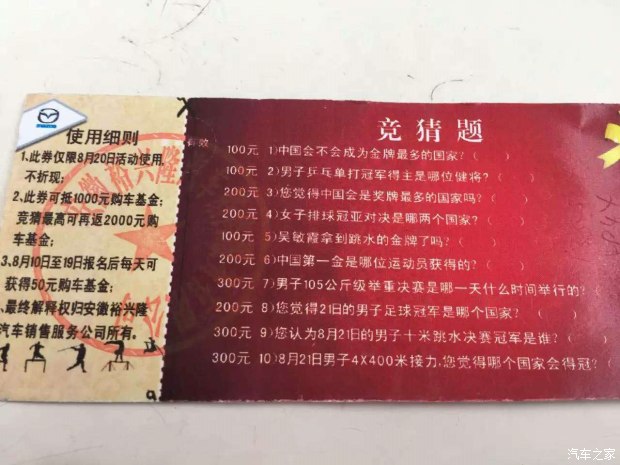 使用细则
1、此券仅限8月20日活动使用,
不折现;
2、此券可抵1000元购车基金;
竞猜最高可再返2000元购
车基金;
3、8月10日至19日报名后每天可
获得50元购车基金;
、最终解释权归安徽裕兴隆
汽车销售服务公司所有。
有效
竞猜题
100元 1)中国会不会成为金牌最多的国家?( )
100元 2)男子乒乓单打冠军得主是哪位健将?( )
200元 3)您觉得中国会是奖牌最多的国家吗?( )
200元 4)女子排球冠亚对决是哪两个国家?( )
100元 5)吴敏霞拿到跳水的金牌了吗?( )
200元 6)中国第一金是哪位运动员获得的?( )
300元 7)男子105公斤级举重决赛是哪一天什么时间举行的?(
200元 8)您觉得21日的男子足球冠军是哪个国家?(
300元 9)您认为8月21日的男子十米跳水决赛冠军是谁?(
300元 10)8月21日男子4X400米接力,您觉得哪个国家会得冠?(
汽车之家